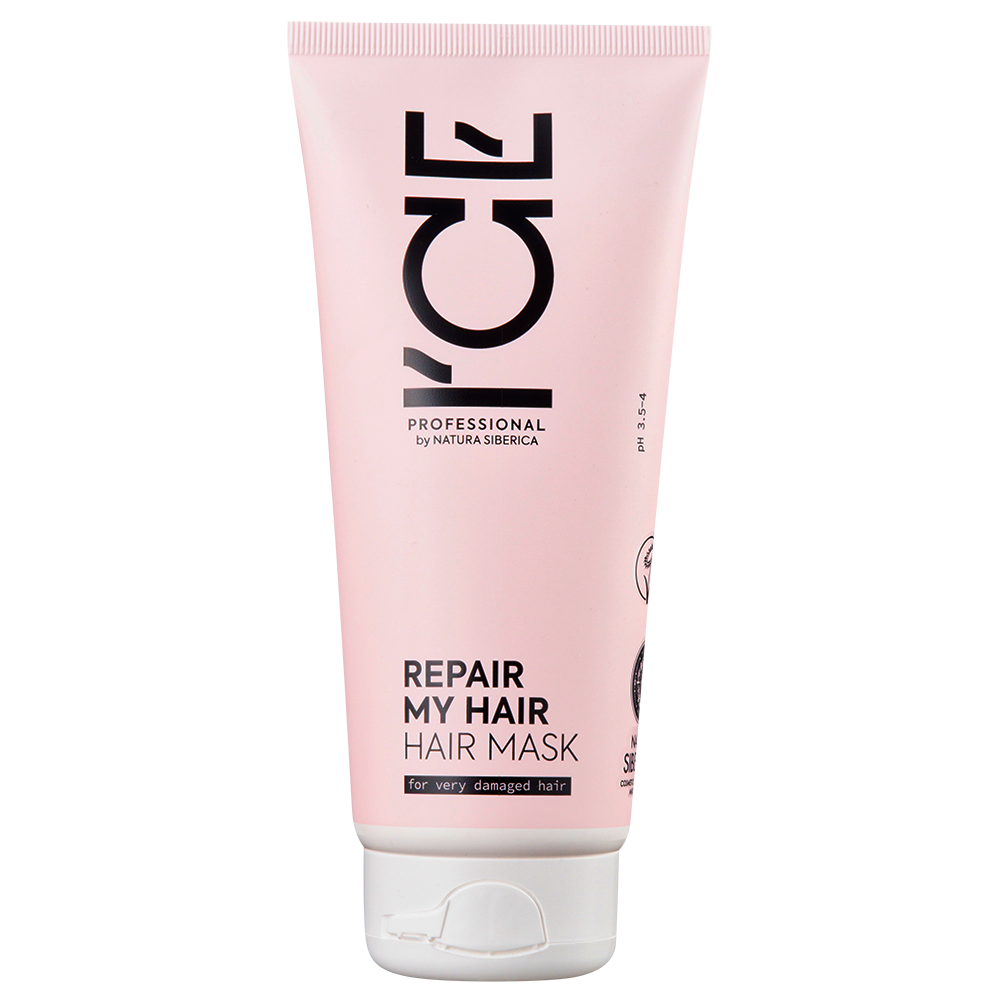 I'CE
PROFESSIONAL
by NATURA SIBERICA
pH 3.5–4
REPAIR
MY HAIR
HAIR MASK
for very damaged hair